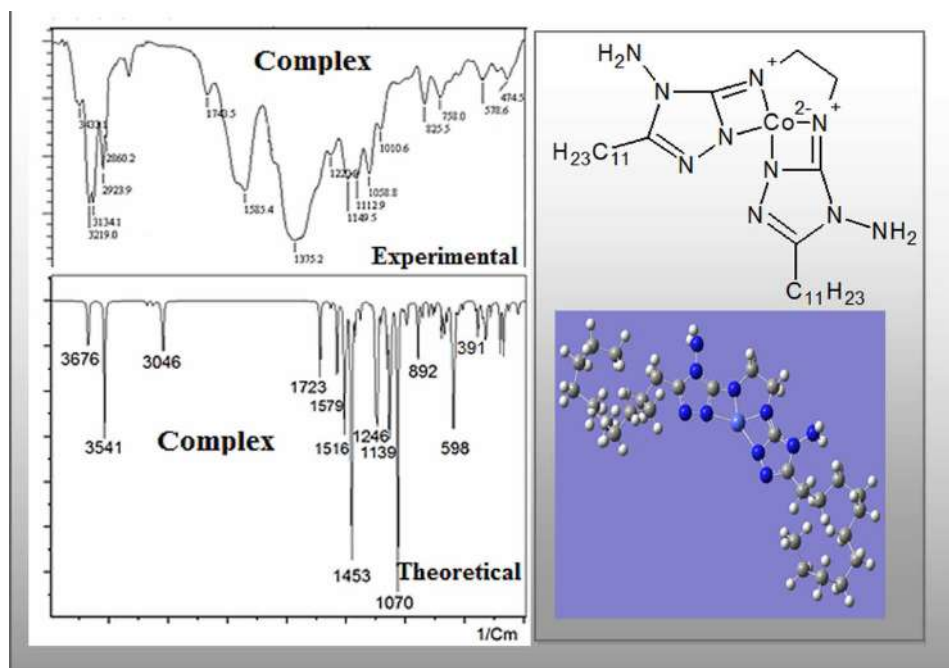 Complex
3433.1
2860.2
2923.9
3134.1
3219.0
1743.5
1585.4
1375.2
1149.5
1112.9
1058.8
1010.6
825.5
758.0
578.6
474.5
Experimental
3676
3541
3046
1723
1579
1516
1453
1246
1139
1070
892
598
391
Complex
Theoretical
1/Cm
H2N
N
N
+
N
N
Co
2-
N
+
H23C11
N
N
N
N
NH2
C11H23